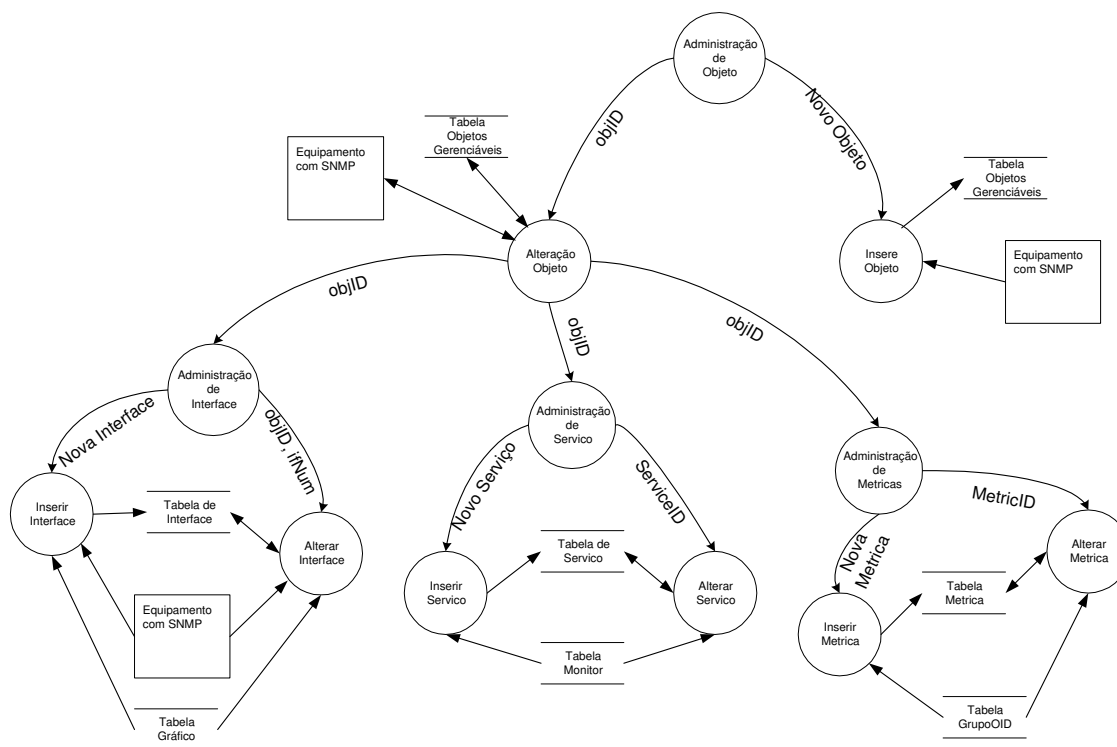 Administração
de
Objeto
objID
Novo Objeto
Tabela
Objetos
Gerenciáveis
Equipamento
com SNMP
Tabela
Objetos
Gerenciáveis
Alteração
Objeto
Insere
Objeto
Equipamento
com SNMP
objID
objID
objID
Administração
de
Interface
Administração
de
Servico
Administração
de
Metricas
Nova Interface
objID , ifNum
Novo Serviço
ServiceID
MetricID
Nova
Metrica
Inserir
Interface
Tabela de
Interface
Alterar
Interface
Inserir
Servico
Tabela de
Servico
Alterar
Servico
Alterar
Metrica
Tabela
Metrica
Inserir
Metrica
Equipamento
com SNMP
Tabela
Monitor
Tabela
Gráfico
Tabela
GrupoOID